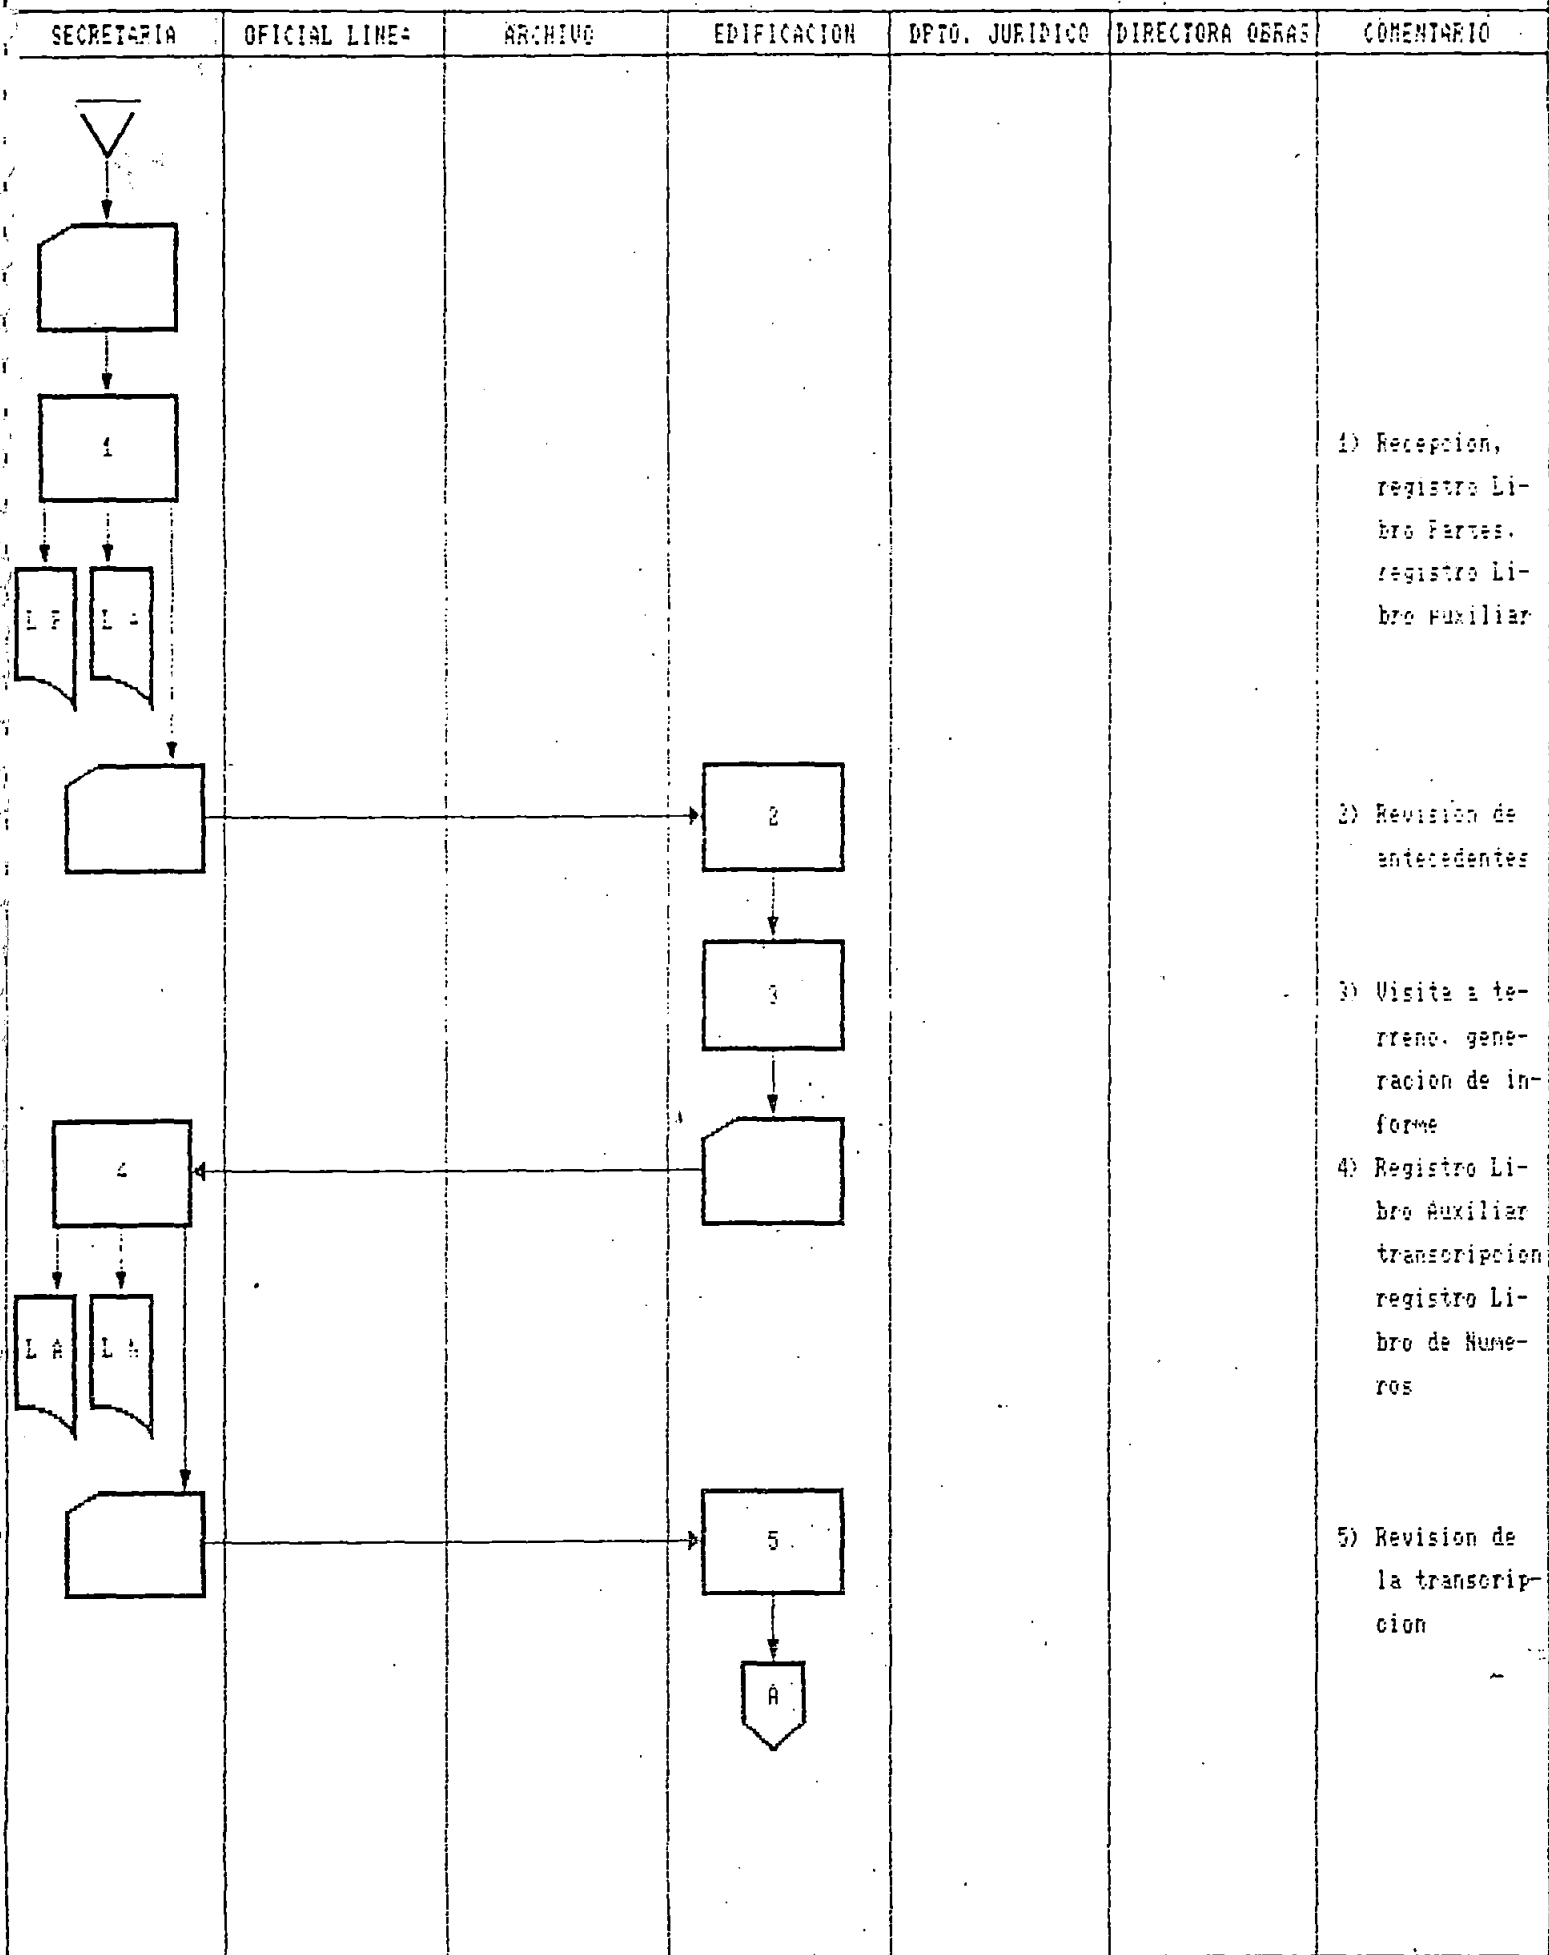 SECRETARIA OFICIAL LINEA ARCHIVO EDIFICACION DPTO. JURIDICO DIRECTORA OBRAS COMENTARIO
1
1) Recepcion,
registro Li-
bro Partes,
registro Li-
bro Auxiliar
L P L A
2
2) Revisión de
antecedentes
3
3) Visita a te-
rreno, gene-
racion de in-
forme
4
4) Registro Li-
bro Auxiliar
transcripcion
registro Li-
bro de Nume-
ros
L A L N
5
5) Revision de
la transcrip-
cion
A